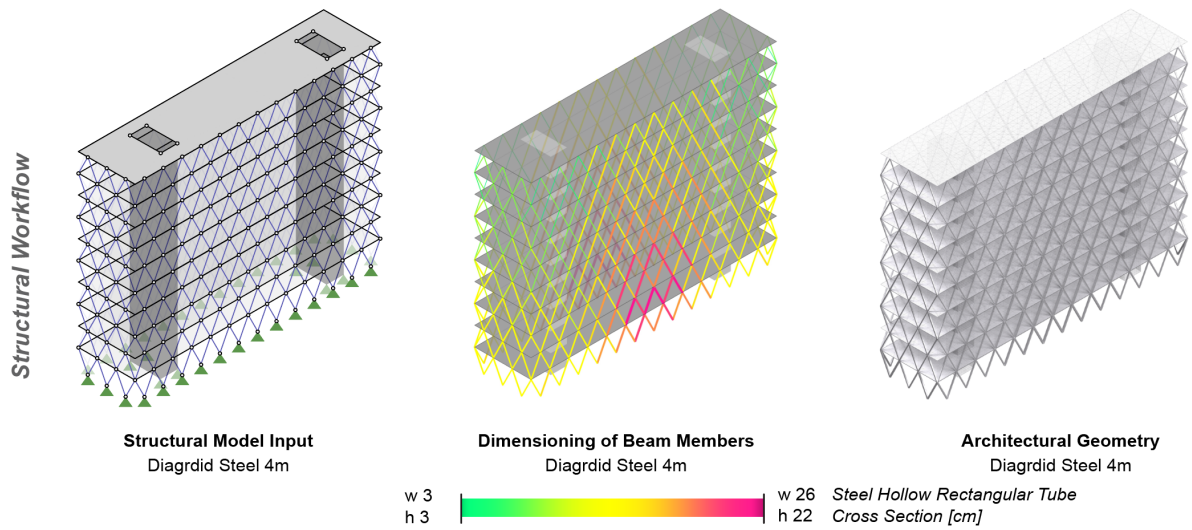 Structural Workflow
Structural Model Input
Diagrdid Steel 4m
Dimensioning of Beam Members
Diagrdid Steel 4m
Architectural Geometry
Diagrdid Steel 4m
w 3
h 3
w 26
h 22
Steel Hollow Rectangular Tube
Cross Section [cm]